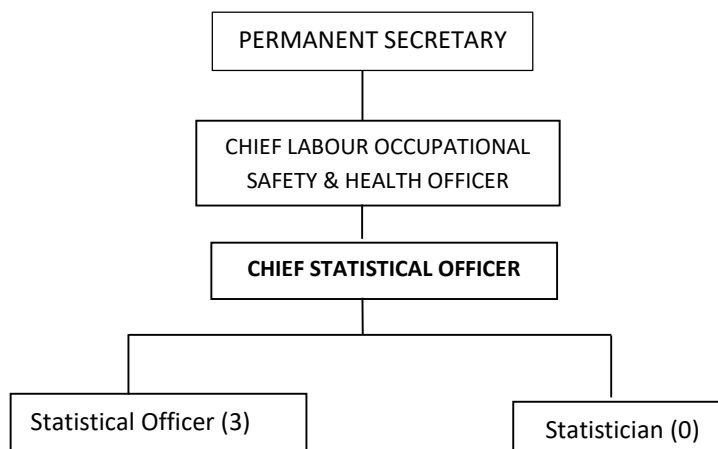 PERMANENT SECRETARY
CHIEF LABOUR OCCUPATIONAL
SAFETY & HEALTH OFFICER
CHIEF STATISTICAL OFFICER
Statistical Officer (3)
Statistician (0)